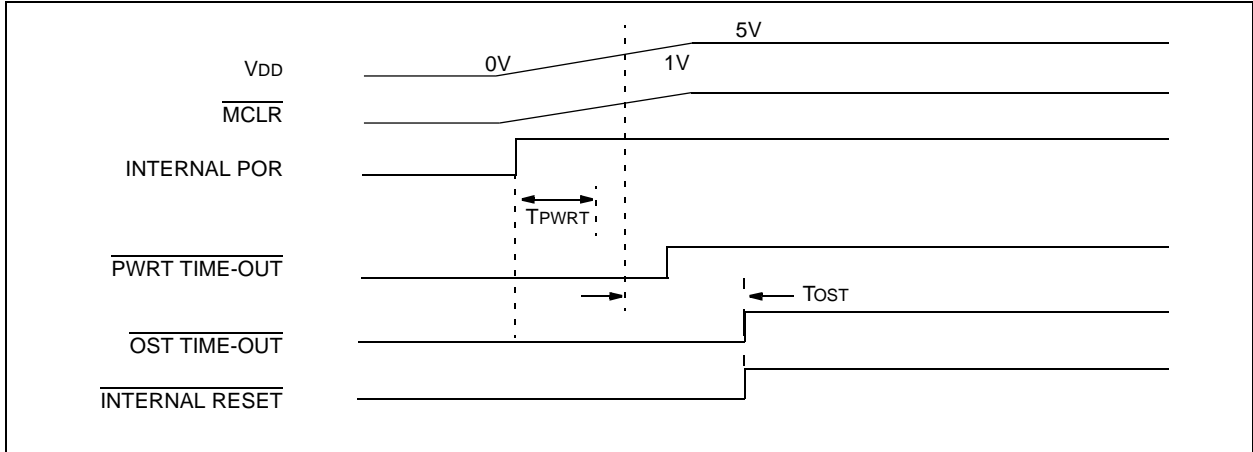 5V
VDD
0V
1V
MCLR
INTERNAL POR
TPWRT
PWRT TIME-OUT
TOST
OST TIME-OUT
INTERNAL RESET